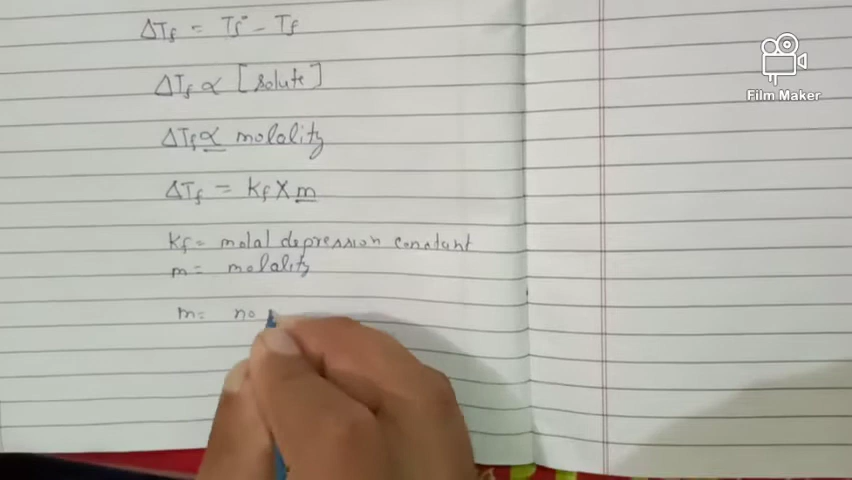 ΔTf = Tf° - Tf
ΔTf ∝ [solute]
ΔTf ∝ molality
ΔTf = Kf X m
Kf = molal depression constant
m = molality
m = no
Film Maker